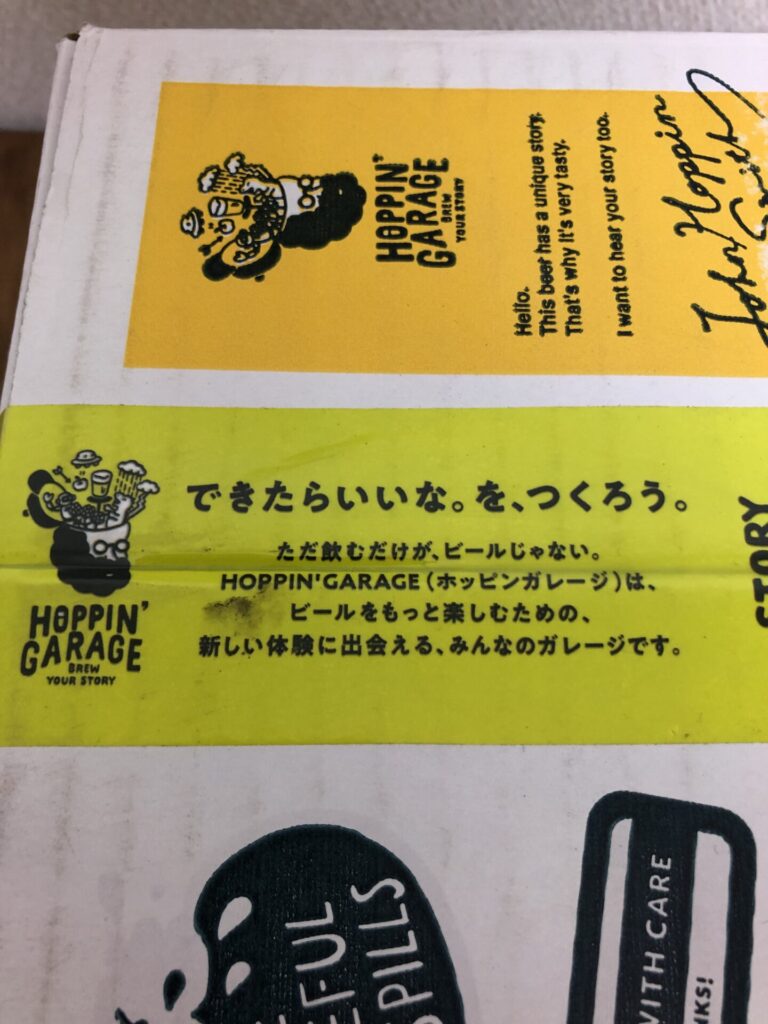 HOPPIN'
GARAGE
BREW
YOUR STORY
Hello.
This beer has a unique story.
That's why It's very tasty.
I want to hear your story too.
John Hoppin
HOPPIN'
GARAGE
BREW
YOUR STORY
できたらいいな。を、つくろう。
ただ飲むだけが、ビールじゃない。
HOPPIN'GARAGE(ホッピンガレージ)は、
ビールをもっと楽しむための、
新しい体験に出会える、みんなのガレージです。
STORY
WITH CARE